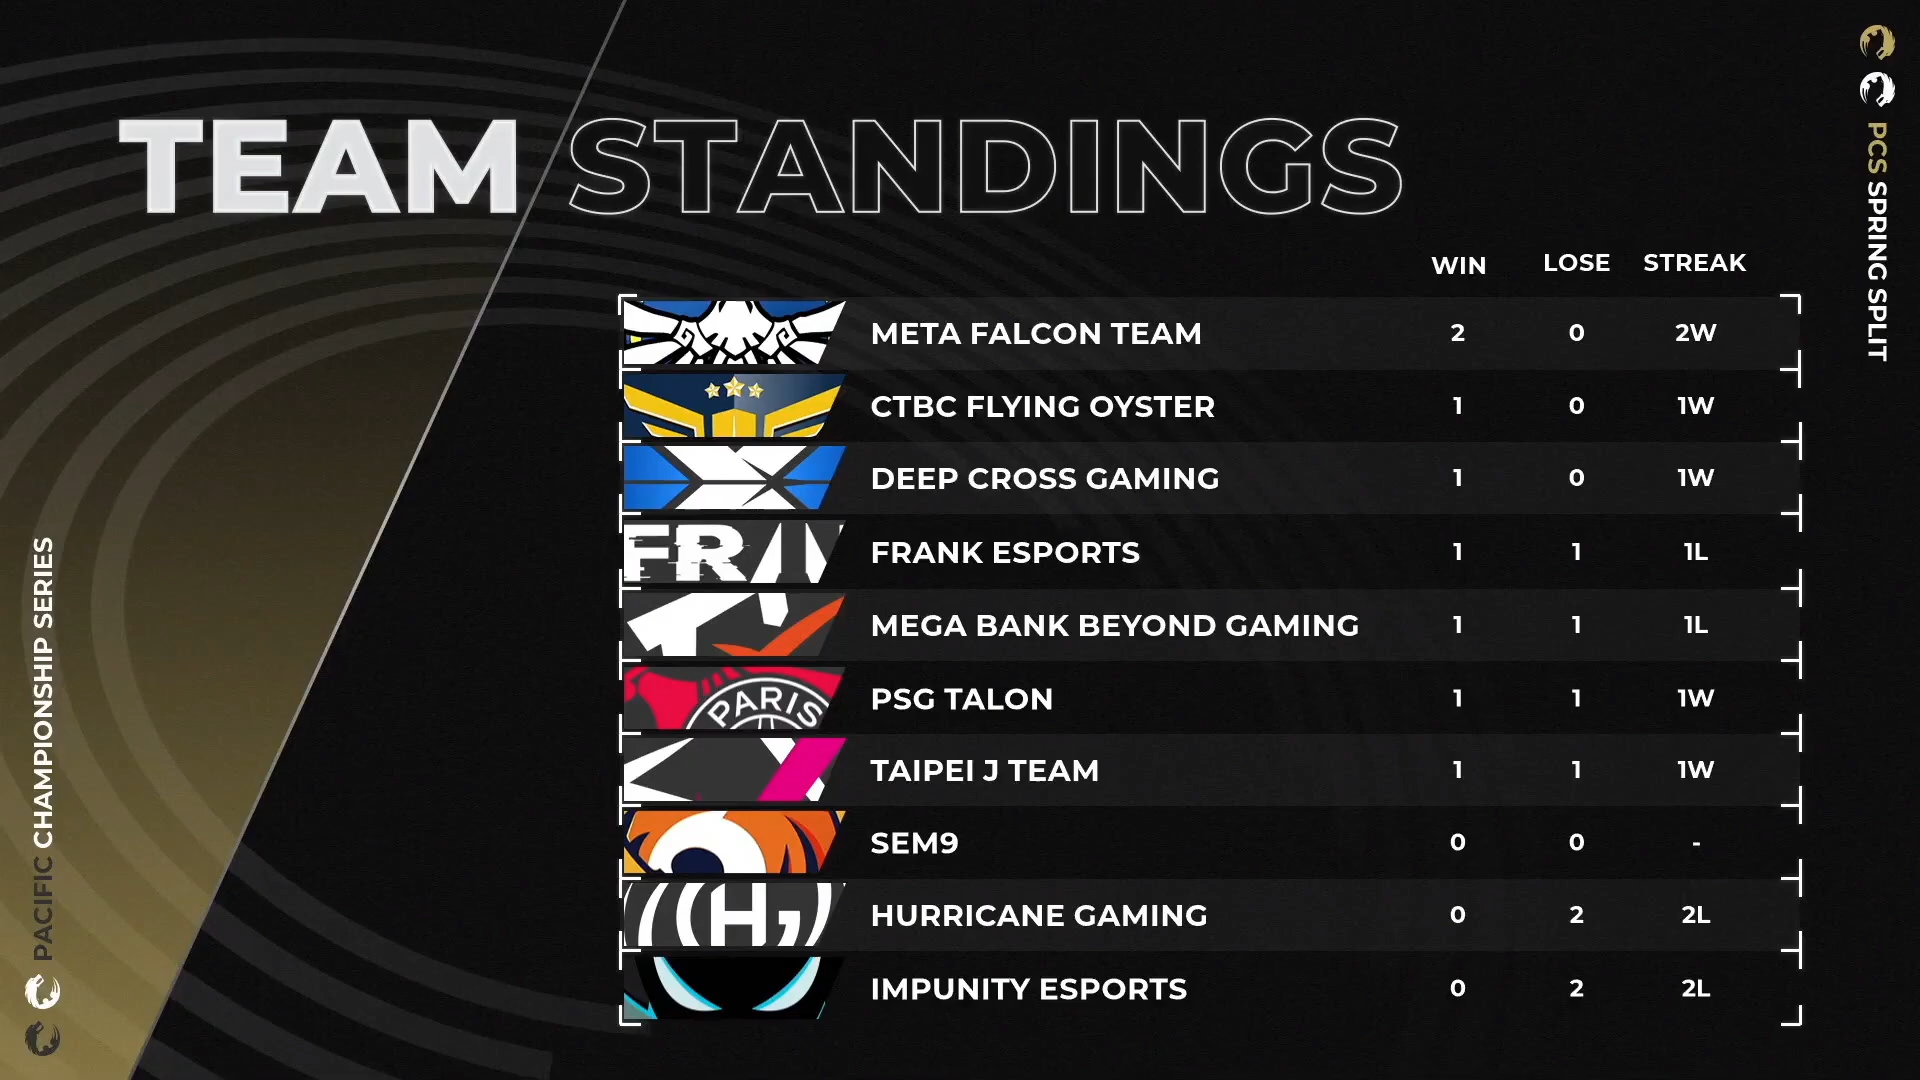 TEAM STANDINGS
WIN LOSE STREAK
META FALCON TEAM 2 0 2W
CTBC FLYING OYSTER 1 0 1W
DEEP CROSS GAMING 1 0 1W
FRANK ESPORTS 1 1 1L
MEGA BANK BEYOND GAMING 1 1 1L
PARIS
PSG TALON 1 1 1W
TAIPEI J TEAM 1 1 1W
SEM9 0 0 -
HURRICANE GAMING 0 2 2L
IMPUNITY ESPORTS 0 2 2L
PACIFIC CHAMPIONSHIP SERIES
PCS SPRING SPLIT